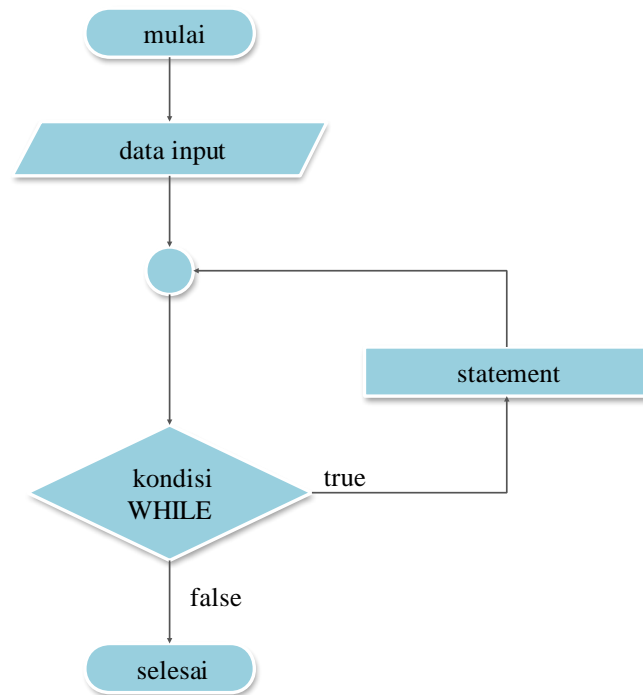 mulai
data input
statement
kondisi
WHILE
true
false
selesai